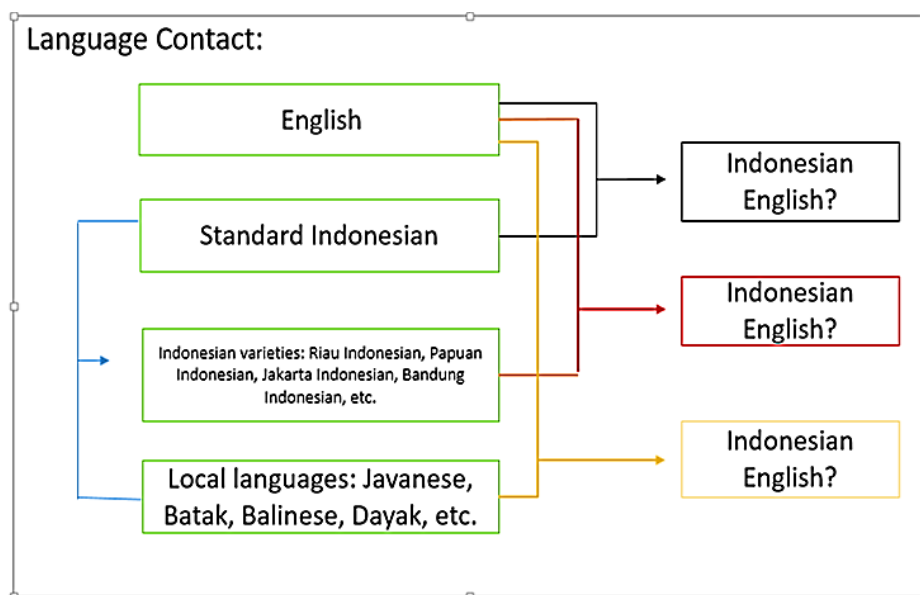 Language Contact:
English
Standard Indonesian
Indonesian varieties: Riau Indonesian, Papuan
Indonesian, Jakarta Indonesian, Bandung
Indonesian, etc.
Local languages: Javanese,
Batak, Balinese, Dayak, etc.
Indonesian
English?
Indonesian
English?
Indonesian
English?